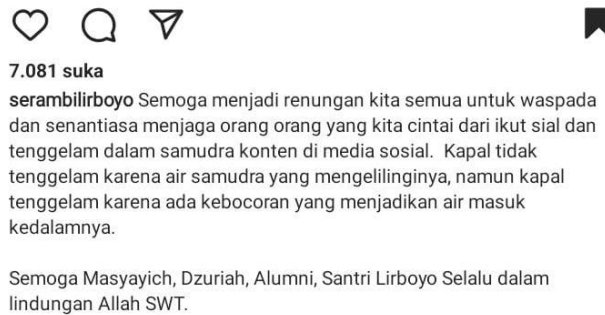 7.081 suka
serambilirboyo Semoga menjadi renungan kita semua untuk waspada
dan senantiasa menjaga orang orang yang kita cintai dari ikut sial dan
tenggelam dalam samudra konten di media sosial.  Kapal tidak
tenggelam karena air samudra yang mengelilinginya, namun kapal
tenggelam karena ada kebocoran yang menjadikan air masuk
kedalamnya.

Semoga Masyayich, Dzuriah, Alumni, Santri Lirboyo Selalu dalam
lindungan Allah SWT.